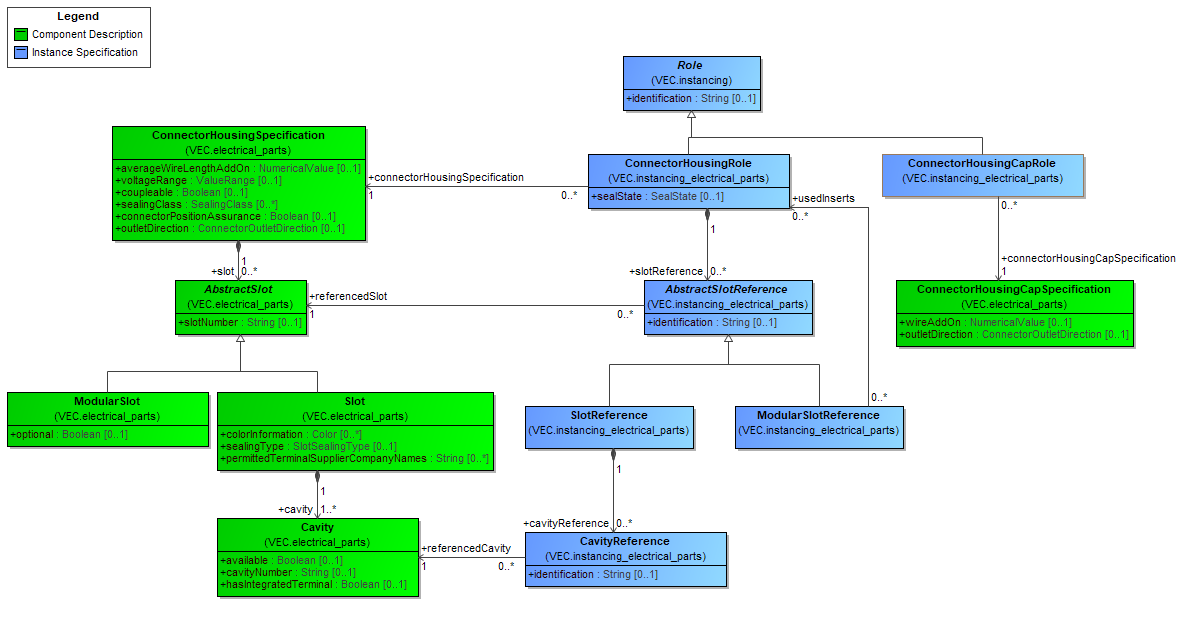 Legend
Component Description
Instance Specification
Role
(VEC.instancing)
+identification : String [0..1]
ConnectorHousingSpecification
(VEC.electrical_parts)
+averageWireLengthAddOn : NumericalValue [0..1]
+voltageRange : ValueRange [0..1]
+coupleable : Boolean [0..1]
+sealingClass : SealingClass [0..*]
+connectorPositionAssurance : Boolean [0..1]
+outletDirection : ConnectorOutletDirection [0..1]
+connectorHousingSpecification
1
0..*
ConnectorHousingRole
(VEC.instancing_electrical_parts)
+sealState : SealState [0..1]
ConnectorHousingCapRole
(VEC.instancing_electrical_parts)
+usedInserts
0..*
0..*
1
1
+slot
0..*
+slotReference
0..*
+connectorHousingCapSpecification
1
AbstractSlot
(VEC.electrical_parts)
+slotNumber : String [0..1]
+referencedSlot
1
0..*
AbstractSlotReference
(VEC.instancing_electrical_parts)
+identification : String [0..1]
ConnectorHousingCapSpecification
(VEC.electrical_parts)
+wireAddOn : NumericalValue [0..1]
+outletDirection : ConnectorOutletDirection [0..1]
0..*
ModularSlot
(VEC.electrical_parts)
+optional : Boolean [0..1]
Slot
(VEC.electrical_parts)
+colorInformation : Color [0..*]
+sealingType : SlotSealingType [0..1]
+permittedTerminalSupplierCompanyNames : String [0..*]
SlotReference
(VEC.instancing_electrical_parts)
ModularSlotReference
(VEC.instancing_electrical_parts)
1
1
+cavity
1..*
+cavityReference
0..*
Cavity
(VEC.electrical_parts)
+available : Boolean [0..1]
+cavityNumber : String [0..1]
+hasIntegratedTerminal : Boolean [0..1]
+referencedCavity
1
0..*
CavityReference
(VEC.instancing_electrical_parts)
+identification : String [0..1]